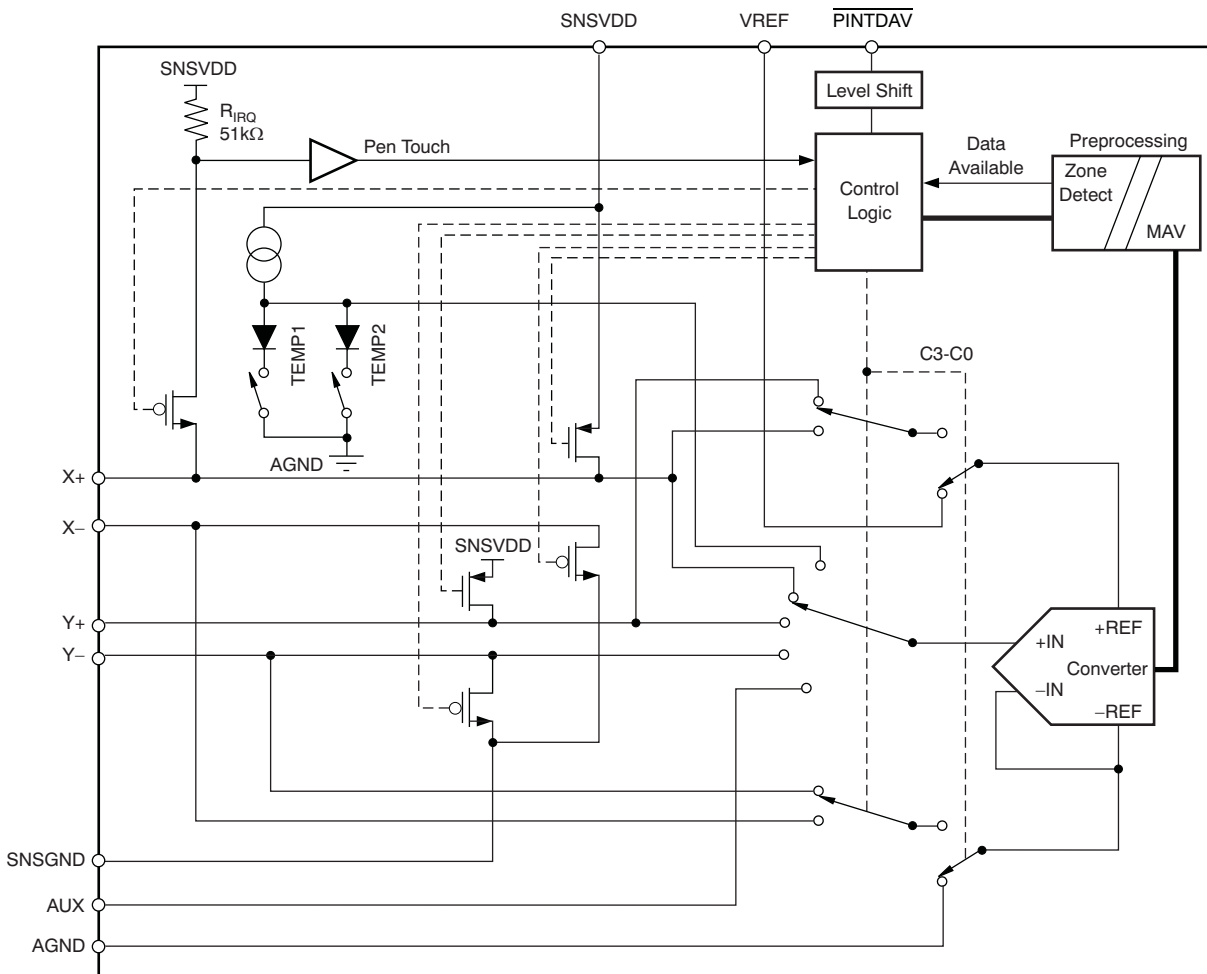 SNSVDD
VREF
PINTDAV
SNSVDD
R_IRQ
51kΩ
Level Shift
Pen Touch
Control
Logic
Data
Available
Preprocessing
Zone
Detect
MAV
TEMP1
TEMP2
C3-C0
AGND
X+
X–
SNSVDD
Y+
Y–
+IN
+REF
Converter
–IN
–REF
SNSGND
AUX
AGND